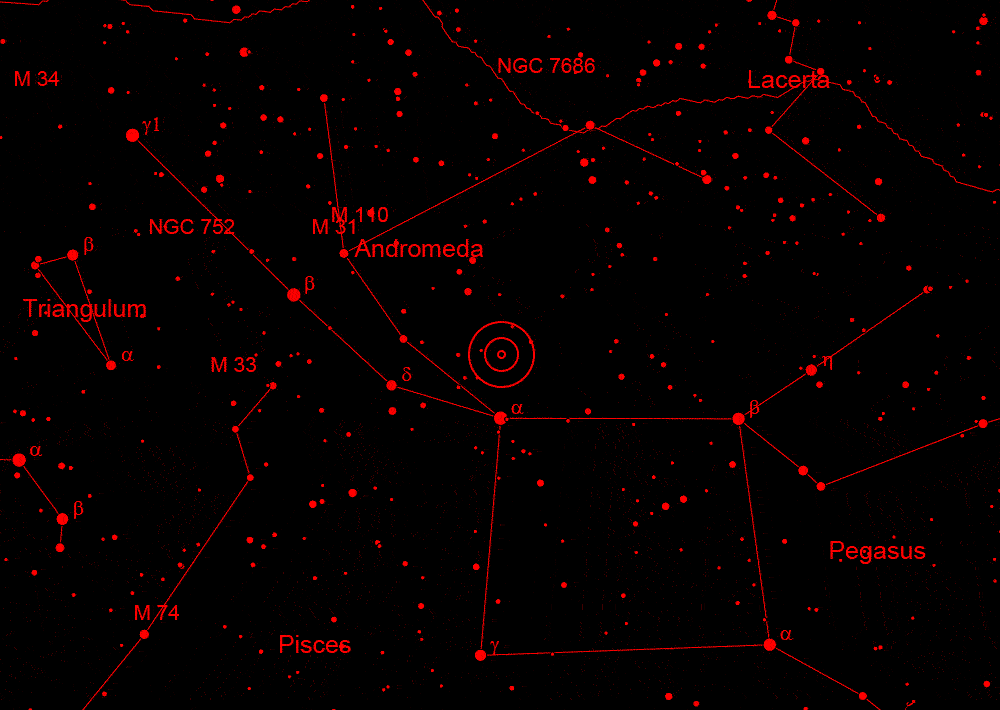 NGC 7686
M 34
Lacerta
γ1
M 110
NGC 752
M 31
β
Andromeda
β
Triangulum
α
M 33
η
δ
α
β
α
β
Pegasus
M 74
α
Pisces
γ